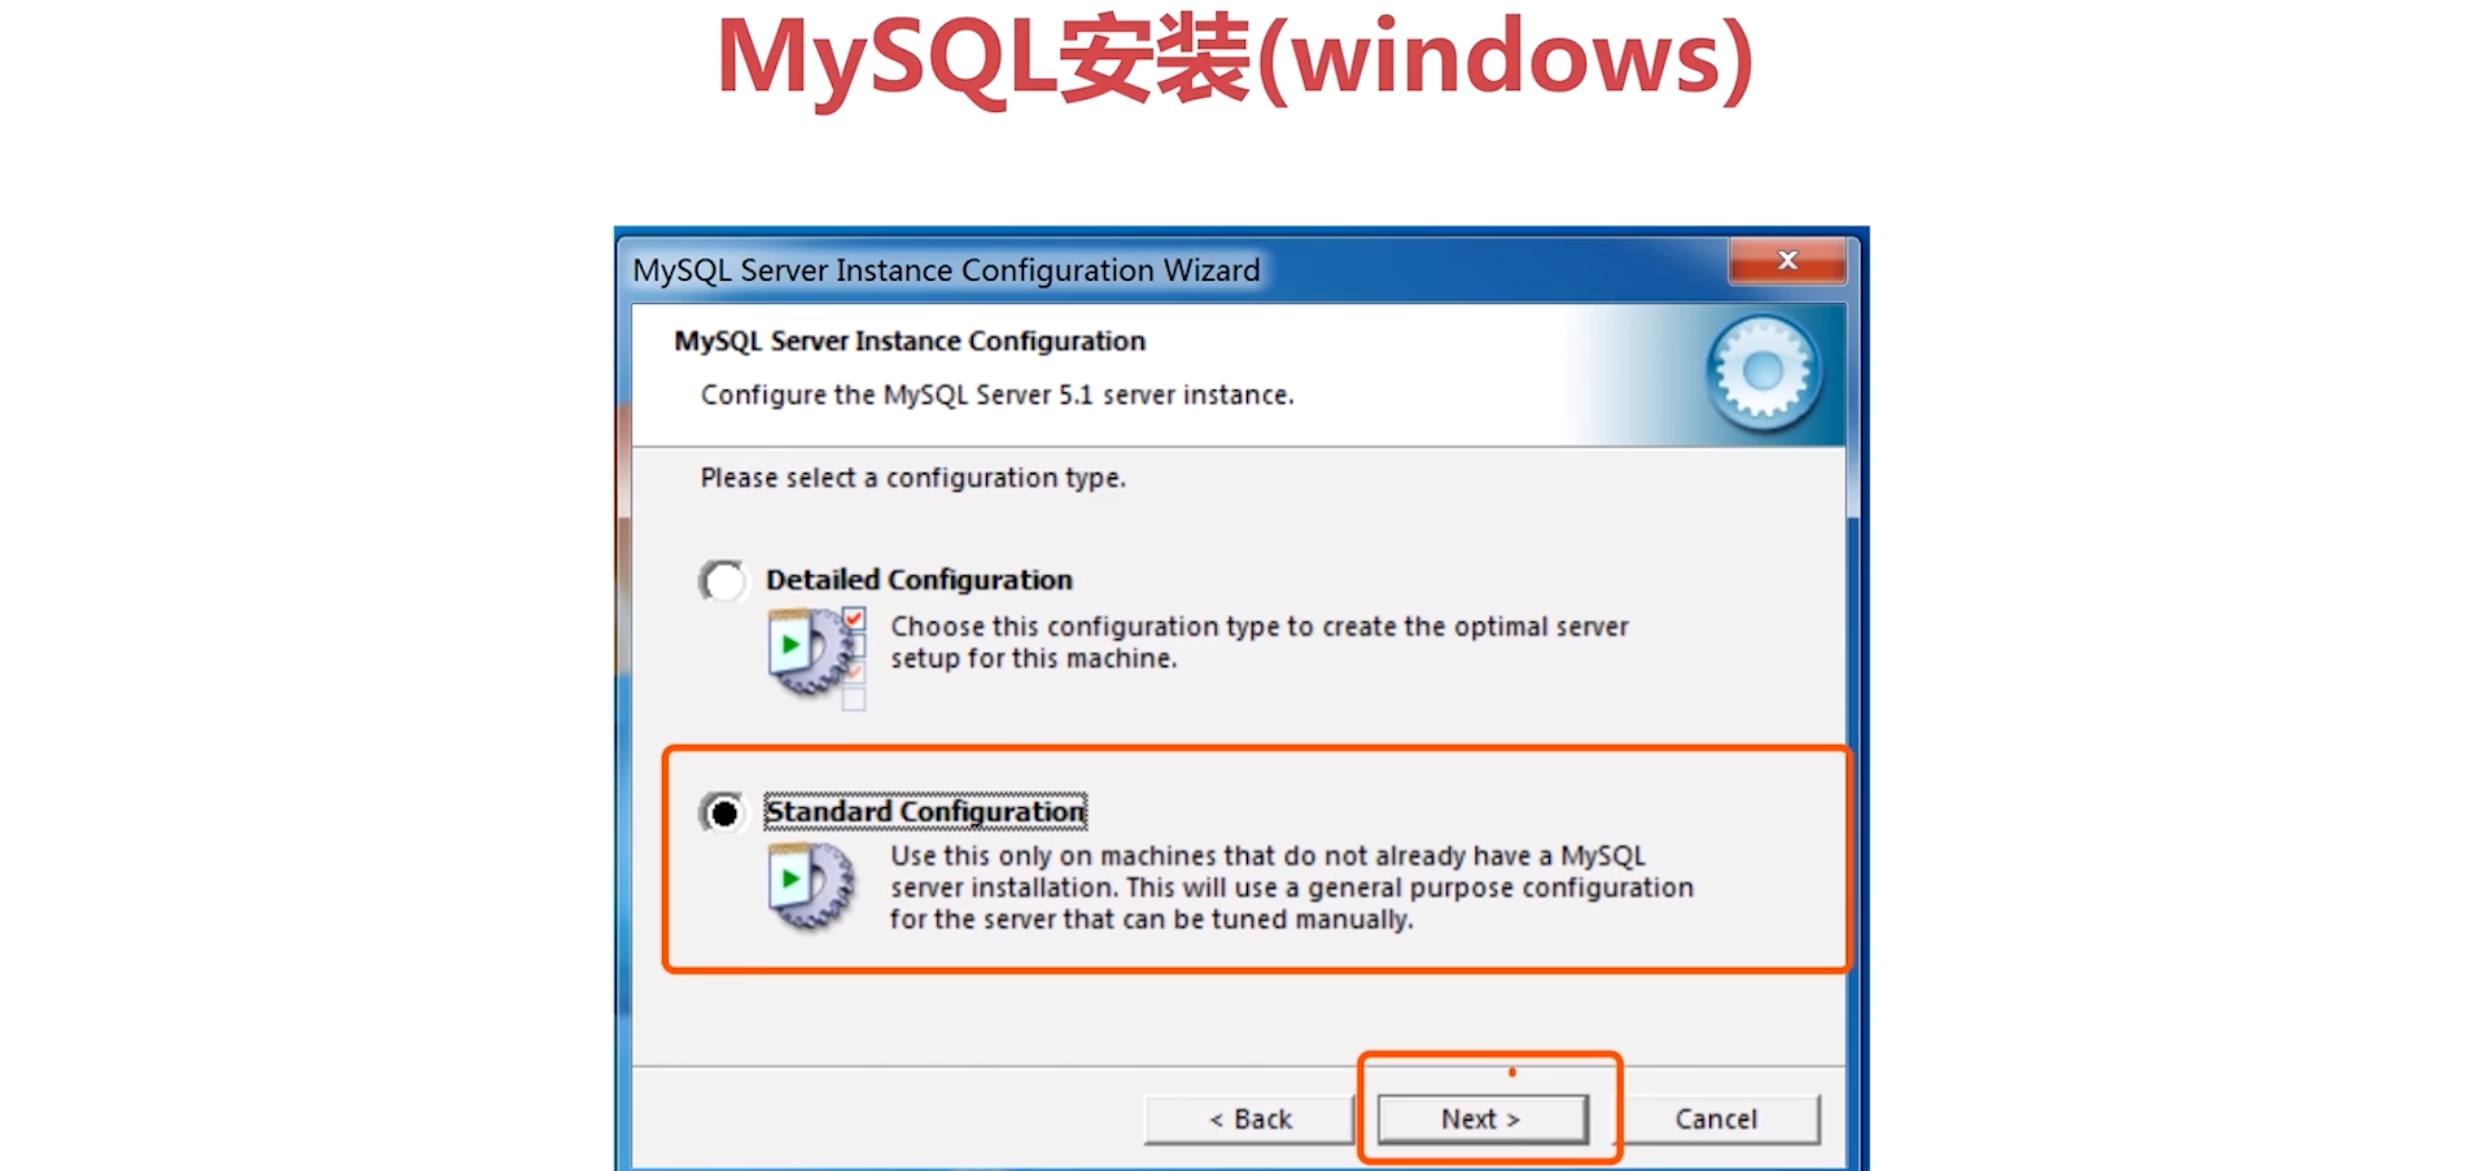 MySQL安装(windows)
MySQL Server Instance Configuration Wizard
MySQL Server Instance Configuration
Configure the MySQL Server 5.1 server instance.
Please select a configuration type.
Detailed Configuration
Choose this configuration type to create the optimal server
setup for this machine.
Standard Configuration
Use this only on machines that do not already have a MySQL
server installation. This will use a general purpose configuration
for the server that can be tuned manually.
< Back
Next >
Cancel